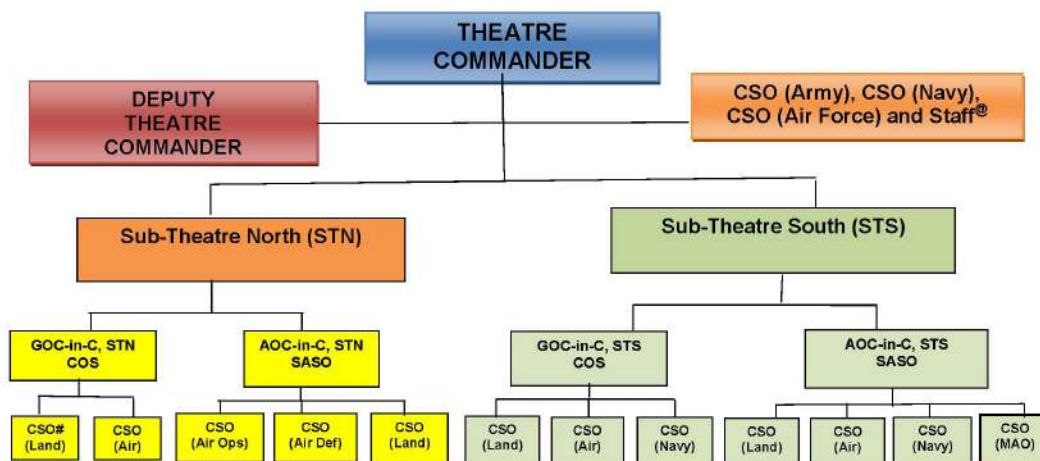 THEATRE
COMMANDER
DEPUTY
THEATRE
COMMANDER
CSO (Army), CSO (Navy),
CSO (Air Force) and Staff@
Sub-Theatre North (STN)
Sub-Theatre South (STS)
GOC-in-C, STN
COS
AOC-in-C, STN
SASO
GOC-in-C, STS
COS
AOC-in-C, STS
SASO
CSO#
(Land)
CSO
(Air)
CSO
(Air Ops)
CSO
(Air Def)
CSO
(Land)
CSO
(Land)
CSO
(Air)
CSO
(Navy)
CSO
(Land)
CSO
(Air)
CSO
(Navy)
CSO
(MAO)